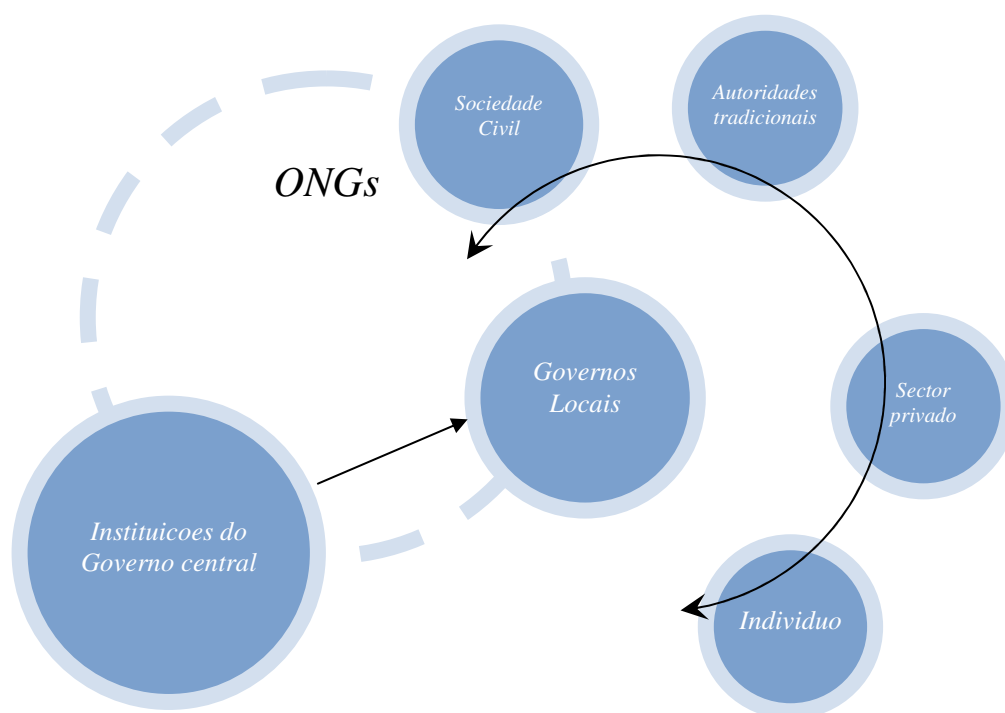 Sociedade
Civil
Autoridades
tradicionais
ONGs
Governos
Locais
Sector
privado
Instituicoes do
Governo central
Individuo